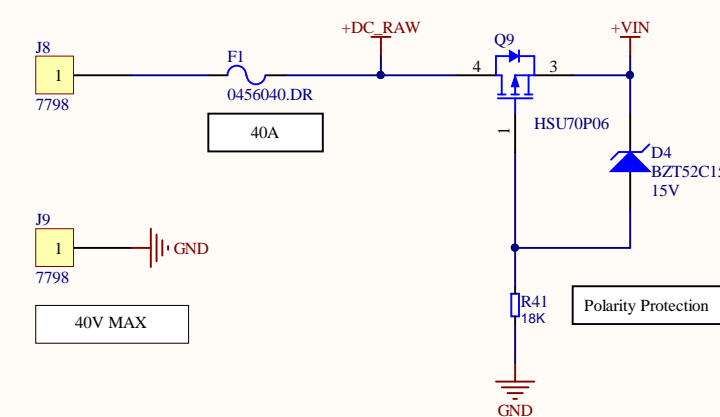 +DC_RAW
+VIN
J8
1
7798
F1
0456040.DR
40A
Q9
4
3
1
HSU70P06
D4
15V
J9
1
7798
GND
40V MAX
R41
18K
Polarity Protection
GND